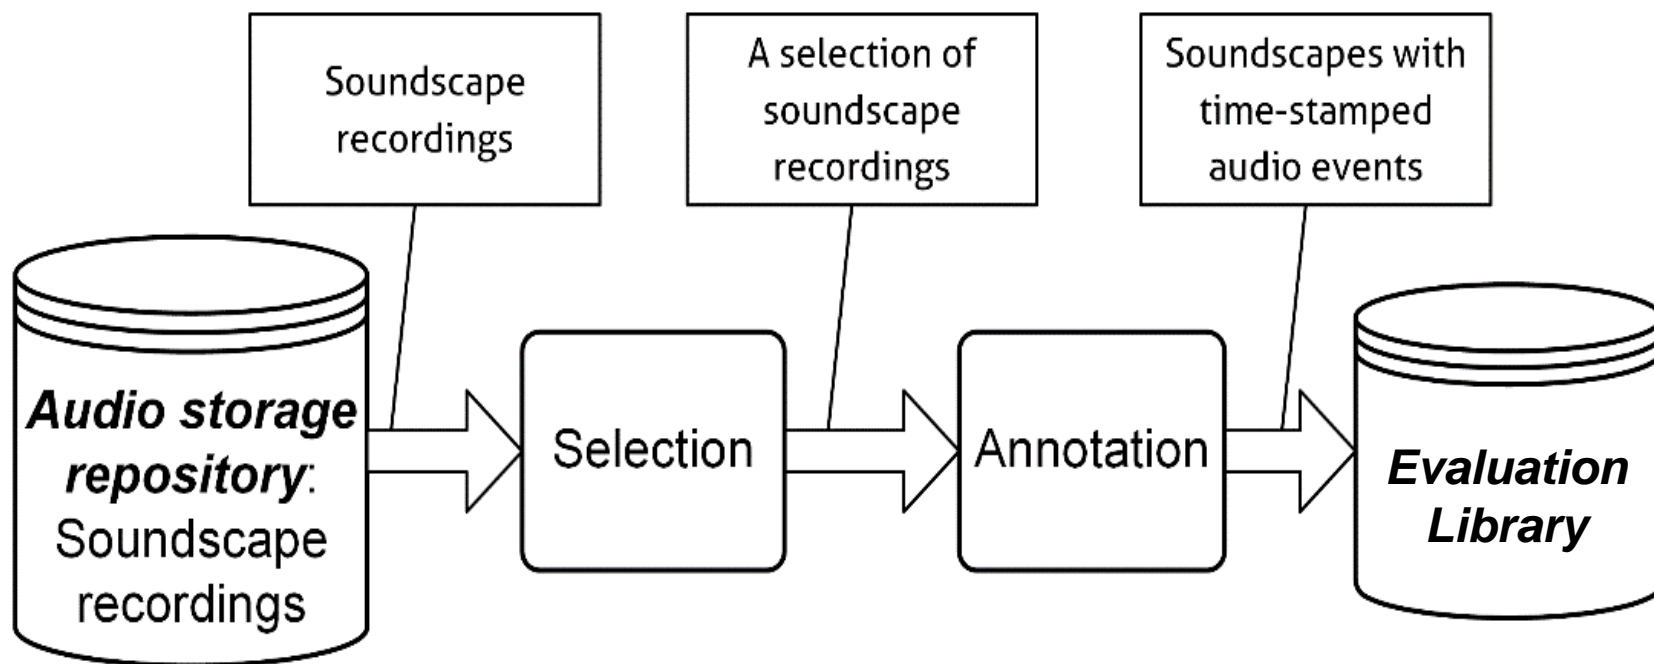 Soundscape
recordings
A selection of
soundscape
recordings
Soundscapes with
time-stamped
audio events
Audio storage
repository:
Soundscape
recordings
Selection
Annotation
Evaluation
Library